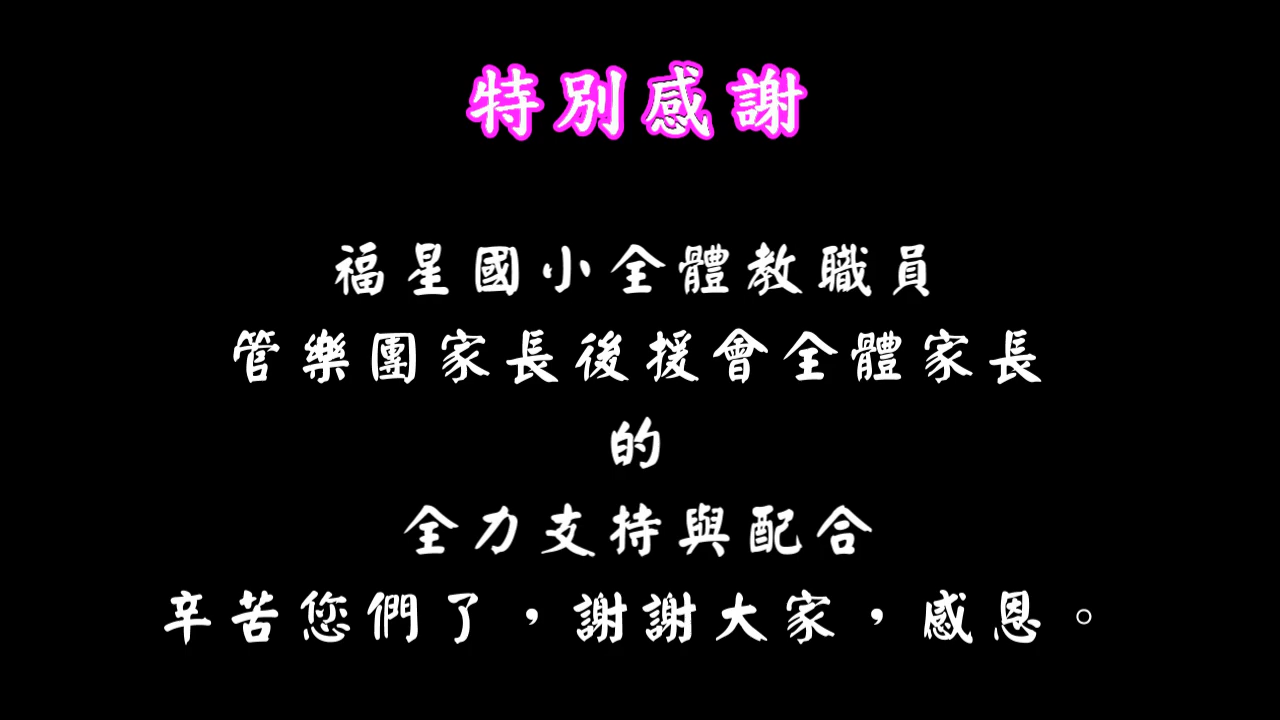 特別感謝
福星國小全體教職員
管樂團家長後援會全體家長
的
全力支持與配合
辛苦您們了，謝謝大家，感恩。